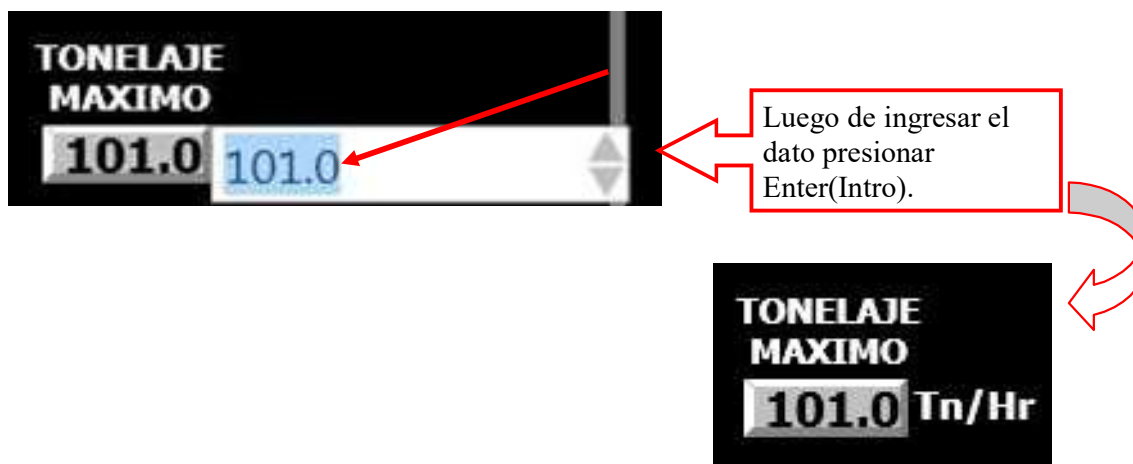 TONELAJE
MAXIMO
101.0 101.0
Luego de ingresar el
dato presionar
Enter(Intro).
TONELAJE
MAXIMO
101.0 Tn/Hr